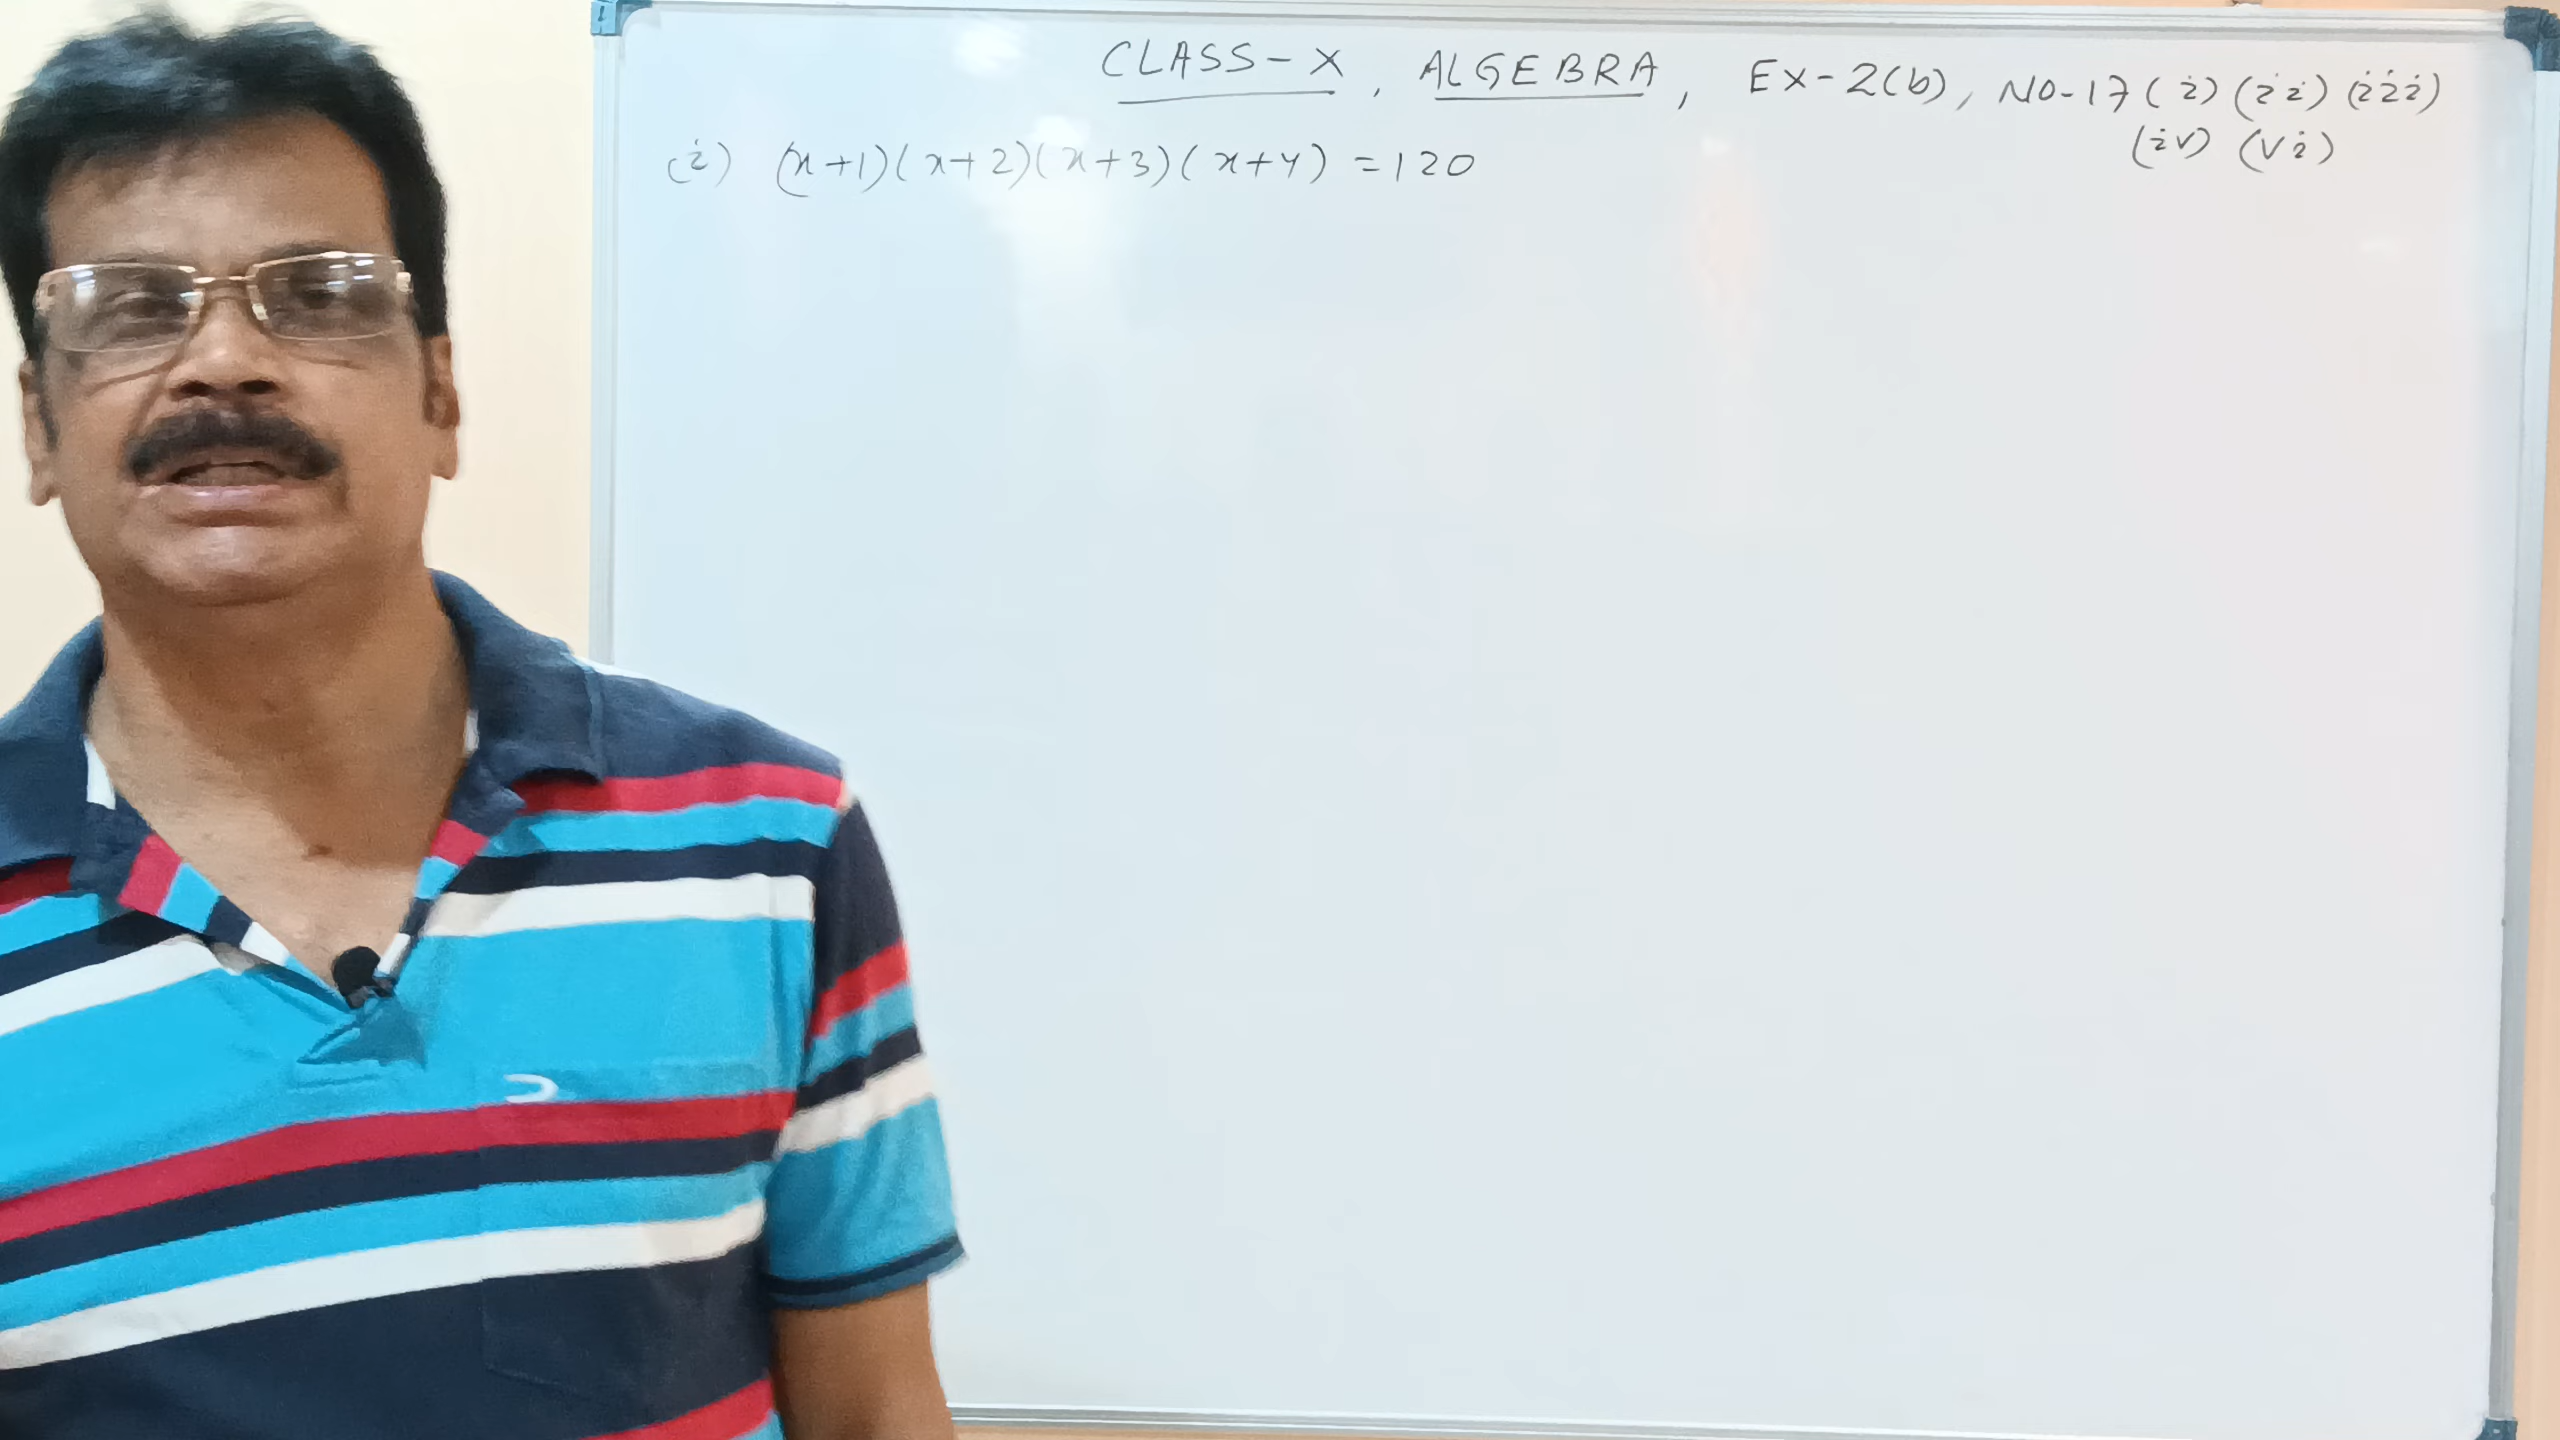 CLASS-X, ALGEBRA, EX-2(b), NO-17 (i) (ii) (iii)
(iv) (vi)
(i) (x+1)(x+2)(x+3)(x+4) = 120